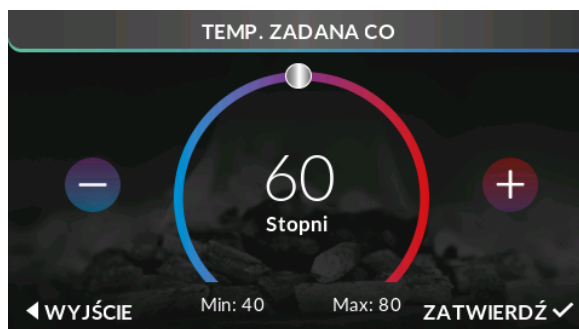 TEMP. ZADANA CO
60
Stopni
Min: 40 Max: 80
WYJŚCIE ZATWIERDŹ